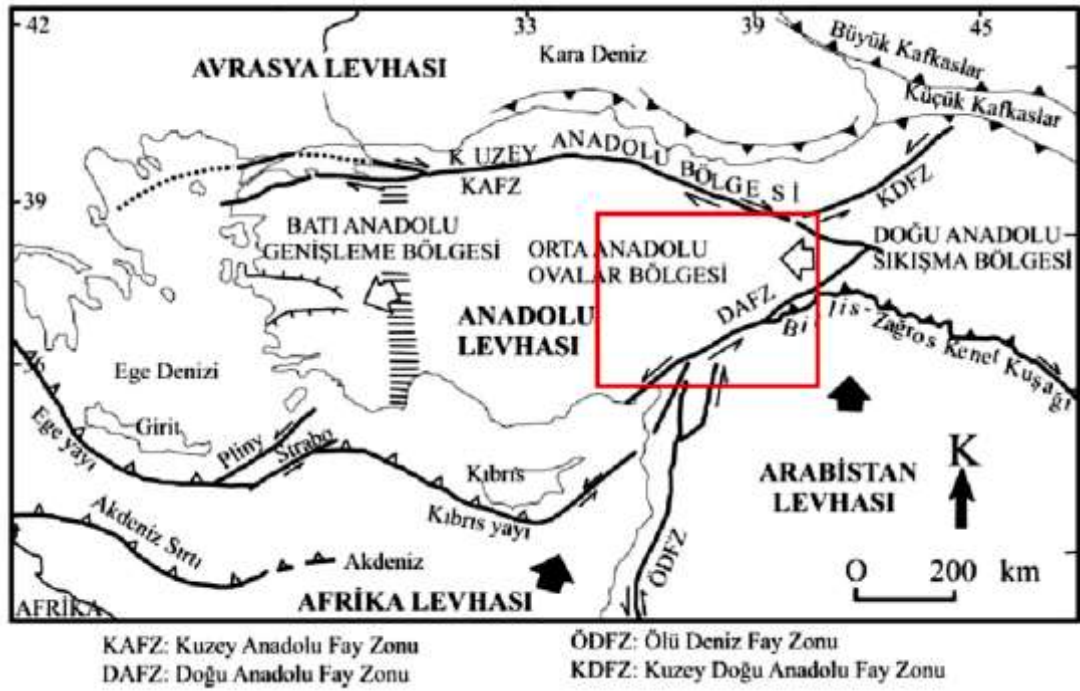 42
33
39
45
AVRASYA LEVHASI
Kara Deniz
Büyük Kafkaslar
Küçük Kafkaslar
KUZEY ANADOLU BÖLGESİ
KAFZ
KDFZ
39
BATI ANADOLU
GENİŞLEME BÖLGESİ
ORTA ANADOLU
OVALAR BÖLGESİ
DOĞU ANADOLU
SIKIŞMA BÖLGESİ
ANADOLU
LEVHASI
DAFZ
Bitlis-Zağros Kenet Kuşağı
Ege Denizi
Girit
Ege yayı
Pliny
Strabo
Kıbrıs
Kıbrıs yayı
ARABİSTAN
LEVHASI
K
Akdeniz Sırtı
Akdeniz
ÖDFZ
0 200 km
AFRİKA
AFRİKA LEVHASI
KAFZ: Kuzey Anadolu Fay Zonu
ÖDFZ: Ölü Deniz Fay Zonu
DAFZ: Doğu Anadolu Fay Zonu
KDFZ: Kuzey Doğu Anadolu Fay Zonu